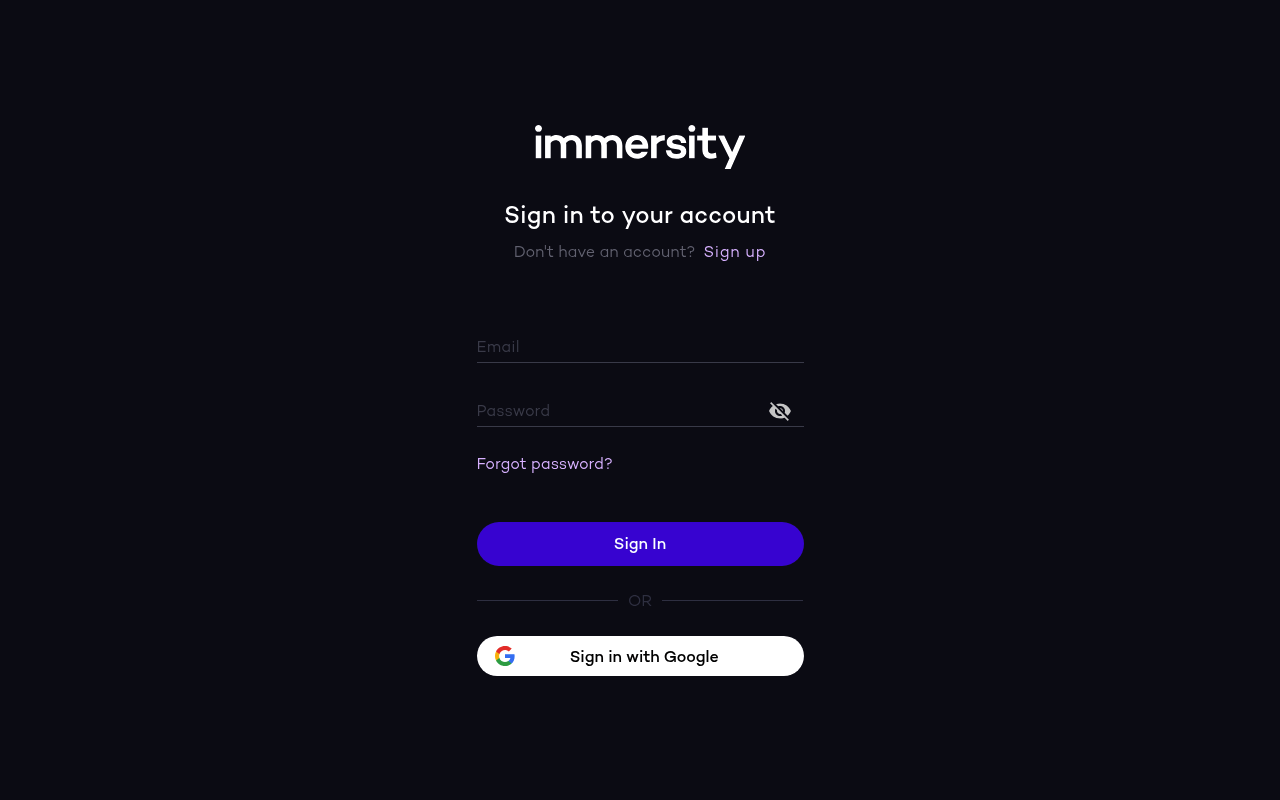 immersity
Sign in to your account
Don't have an account? Sign up
Email
Password
Forgot password?
Sign In
OR
Sign in with Google